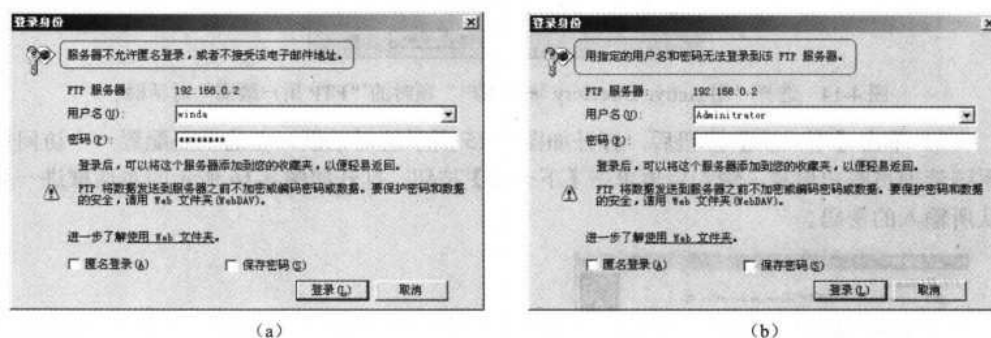 登录身份
服务器不允许匿名登录，或者不接受该电子邮件地址。
FTP 服务器: 192.168.0.2
用户名(U): winda
密码(P): ********
登录后，可以将这个服务器添加到您的收藏夹，以便轻易返回。
FTP 将数据发送到服务器之前不加密或编码密码或数据。要保护密码和数据
的安全，请用 Web 文件夹(WebDAV)。
进一步了解使用 Web 文件夹。
匿名登录(A) 保存密码(S)
登录(L) 取消
(a)
登录身份
用指定的用户名和密码无法登录到该 FTP 服务器。
FTP 服务器: 192.168.0.2
用户名(U): Adminitrator
密码(P):
登录后，可以将这个服务器添加到您的收藏夹，以便轻易返回。
FTP 将数据发送到服务器之前不加密或编码密码或数据。要保护密码和数据
的安全，请用 Web 文件夹(WebDAV)。
进一步了解使用 Web 文件夹。
匿名登录(A) 保存密码(S)
登录(L) 取消
(b)